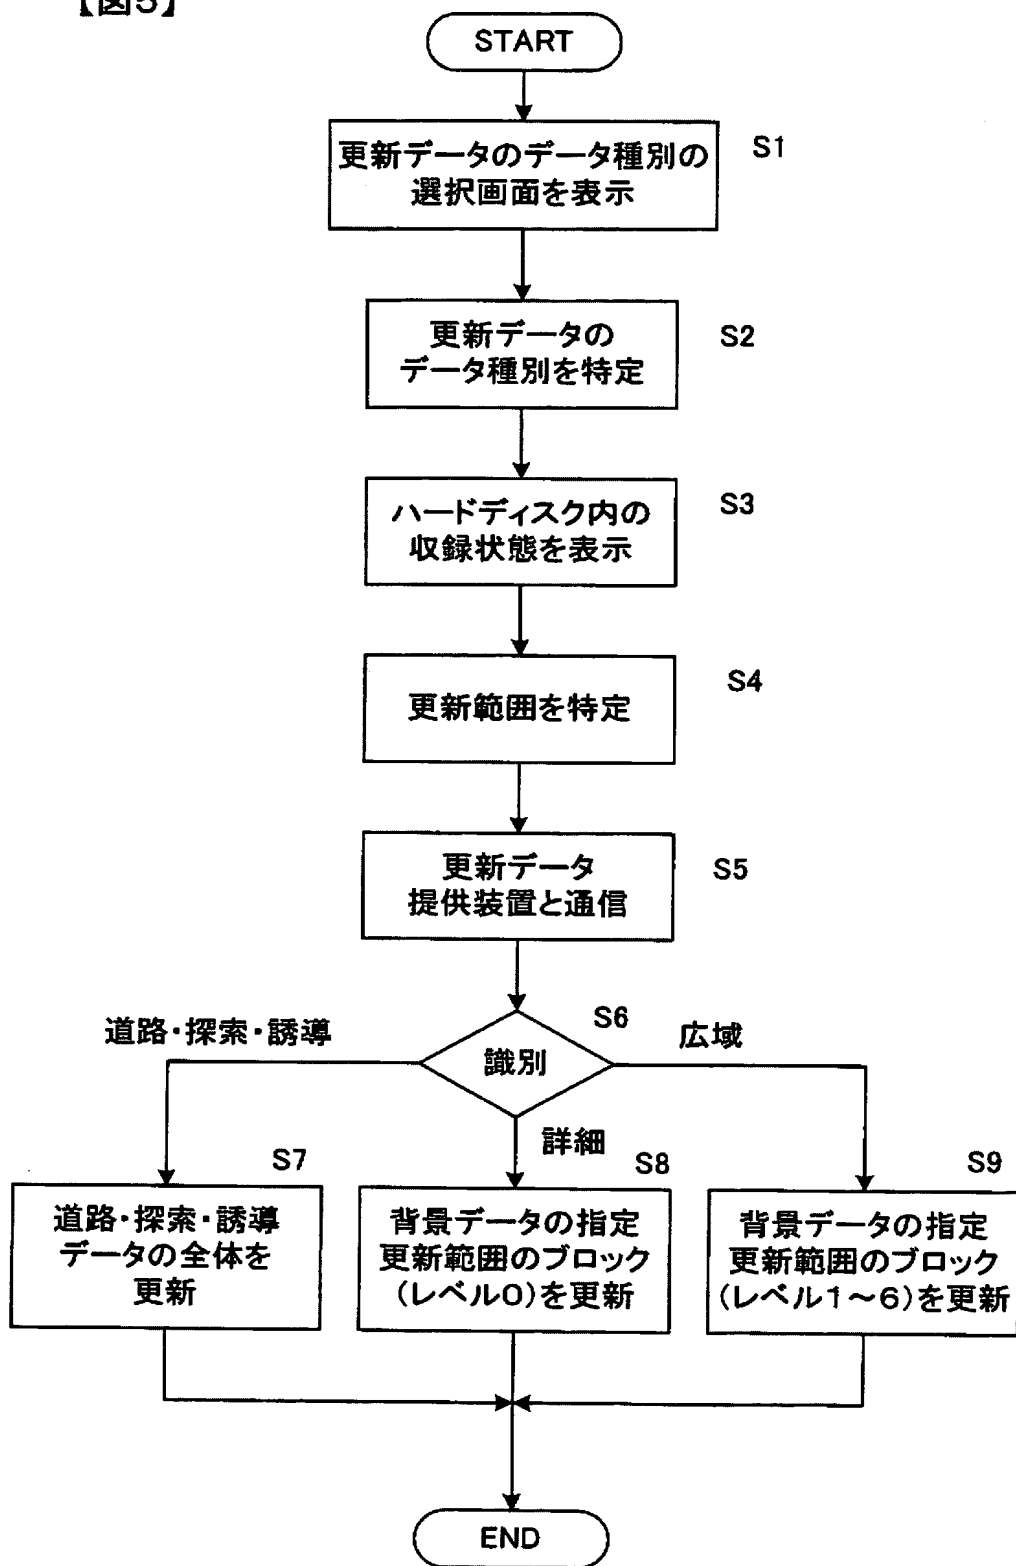 【図5】
START
更新データのデータ種別の
選択画面を表示
S1
更新データの
データ種別を特定
S2
ハードディスク内の
収録状態を表示
S3
更新範囲を特定
S4
更新データ
提供装置と通信
S5
道路・探索・誘導
識別
S6
広域
詳細
S7
道路・探索・誘導
データの全体を
更新
S8
背景データの指定
更新範囲のブロック
(レベル0)を更新
S9
背景データの指定
更新範囲のブロック
(レベル1~6)を更新
END